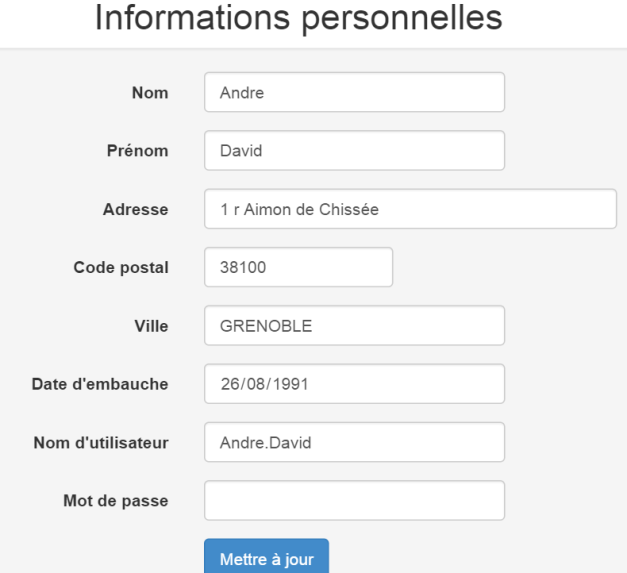 Informations personnelles
Nom Andre
Prénom David
Adresse 1 r Aimon de Chissée
Code postal 38100
Ville GRENOBLE
Date d'embauche 26/08/1991
Nom d'utilisateur Andre.David
Mot de passe
Mettre à jour